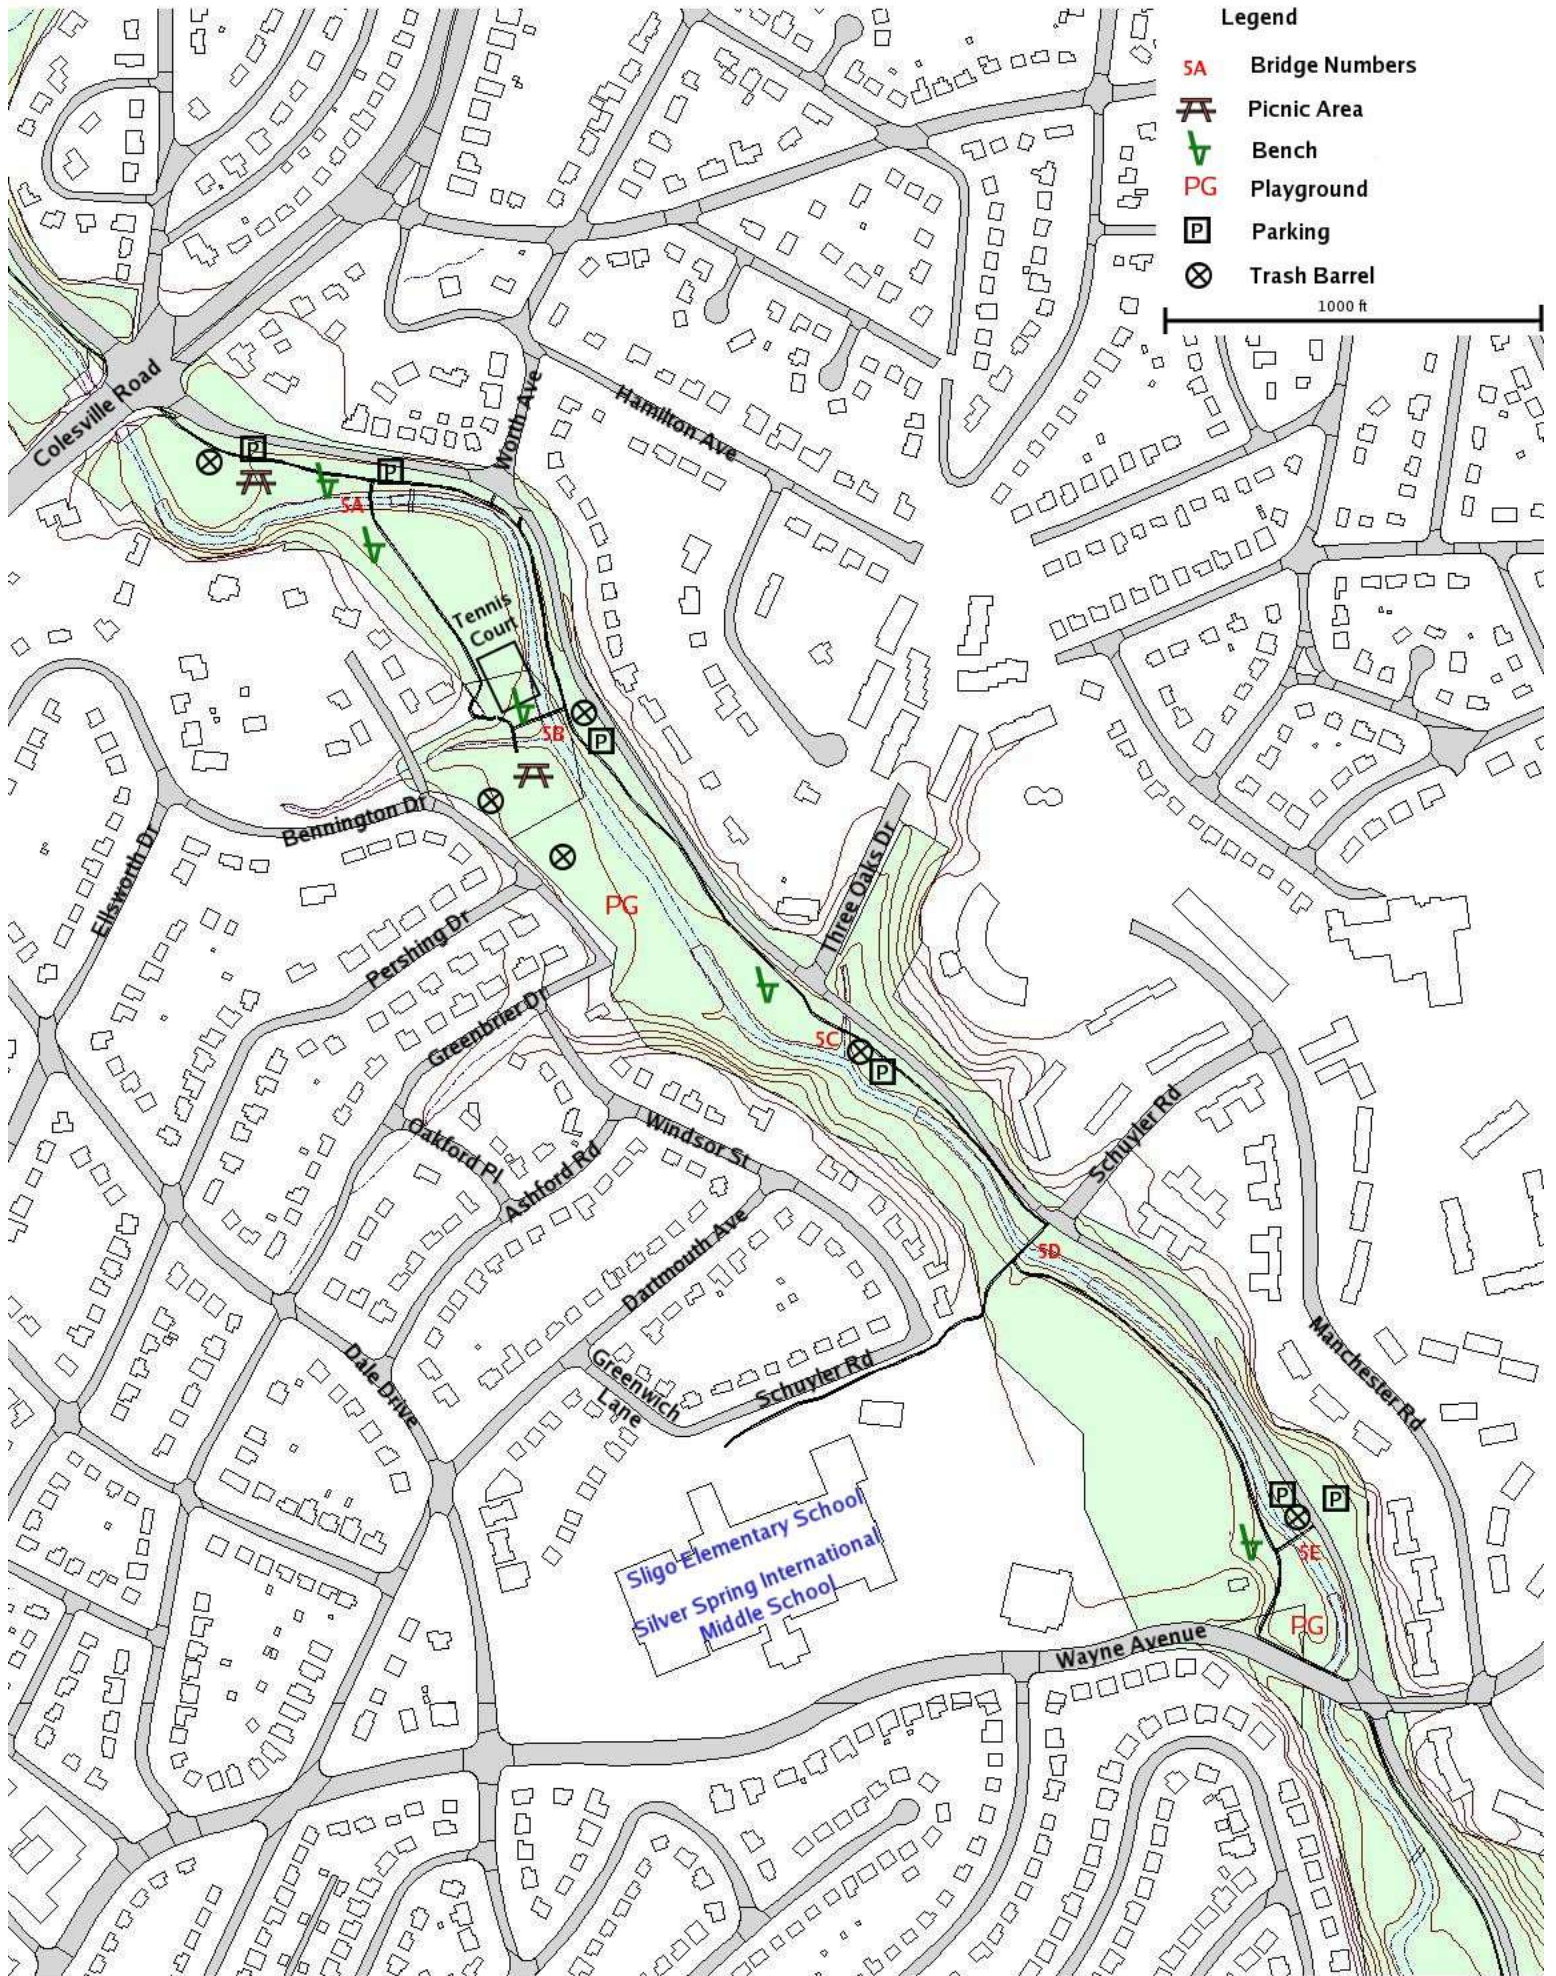 Legend
5A Bridge Numbers
Picnic Area
Bench
PG Playground
P Parking
Trash Barrel
1000 ft
Colesville Road
Worth Ave
Hamilton Ave
P
P
5A
Tennis
Court
5B
P
Bennington Dr
Ellsworth Dr
Three Oaks Dr
PG
Pershing Dr
Greenbrier Dr
5C
P
Oakford Pl
Ashford Rd
Windsor St
Schuyler Rd
Dartmouth Ave
5D
Dale Drive
Greenwich
Lane
Schuyler Rd
Manchester Rd
P
P
Sligo Elementary School
Silver Spring International
Middle School
5E
PG
Wayne Avenue